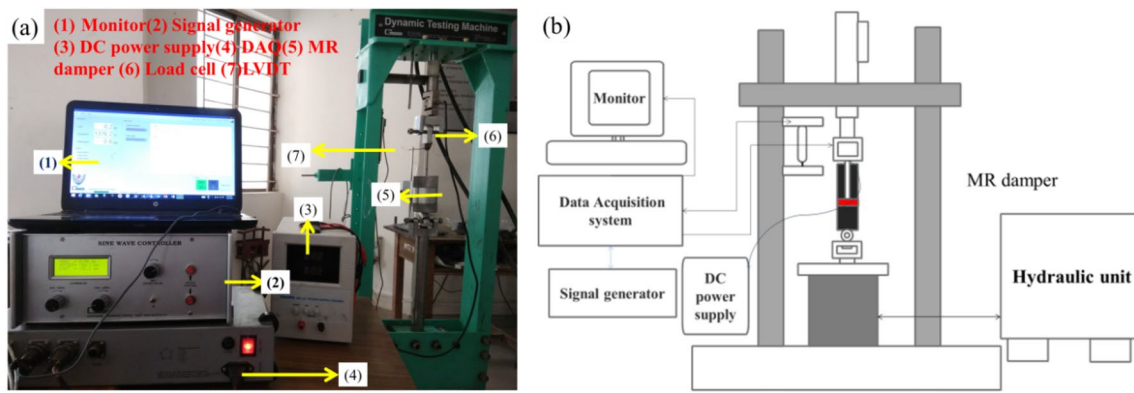 (a)
(1) Monitor(2) Signal generator
(3) DC power supply(4) DAQ(5) MR
damper (6) Load cell (7)LVDT
Dynamic Testing Machine
(6)
(7)
(1)
(5)
(3)
SINE WAVE CONTROLLER
(2)
(4)
(b)
Monitor
MR damper
Data Acquisition
system
Signal generator
DC
power
supply
Hydraulic unit